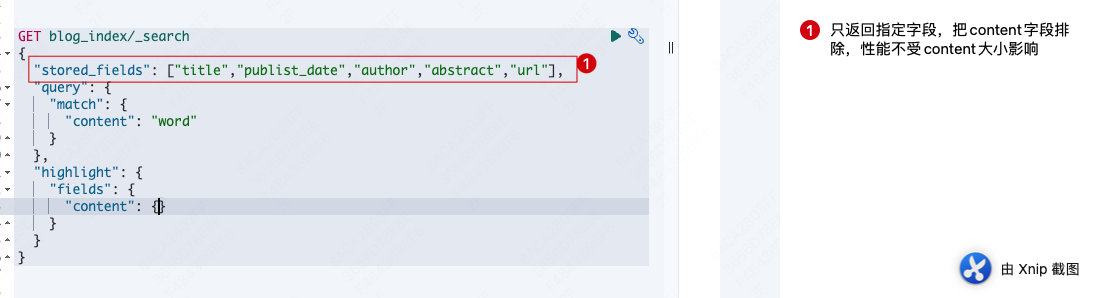 GET blog_index/_search
{
"stored_fields": ["title","publist_date","author","abstract","url"],
1
"query": {
"match": {
"content": "word"
}
},
"highlight": {
"fields": {
"content": {}
}
}
}
1 只返回指定字段，把content字段排
除，性能不受content大小影响
由 Xnip 截图